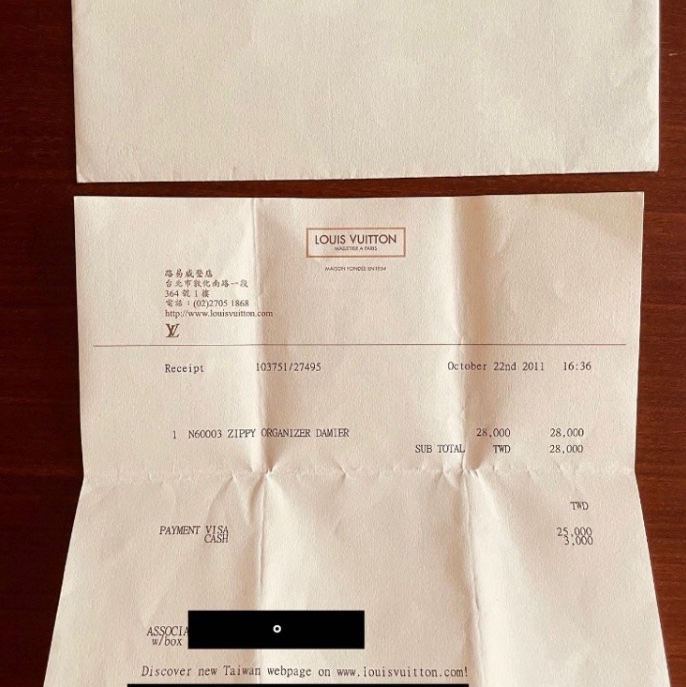 LOUIS VUITTON
MALLETIER A PARIS
MAISON FONDÉE EN 1854
路易威登店
台北市敦化南路一段
364 號 1 樓
電話：(02)2705 1868
http://www.louisvuitton.com
LV
Receipt 103751/27495 October 22nd 2011 16:36
1 N60003 ZIPPY ORGANIZER DAMIER 28,000 28,000
SUB TOTAL TWD 28,000
TWD
PAYMENT VISA 25,000
CASH 3,000
ASSOCIA
w/box
Discover new Taiwan webpage on www.louisvuitton.com!